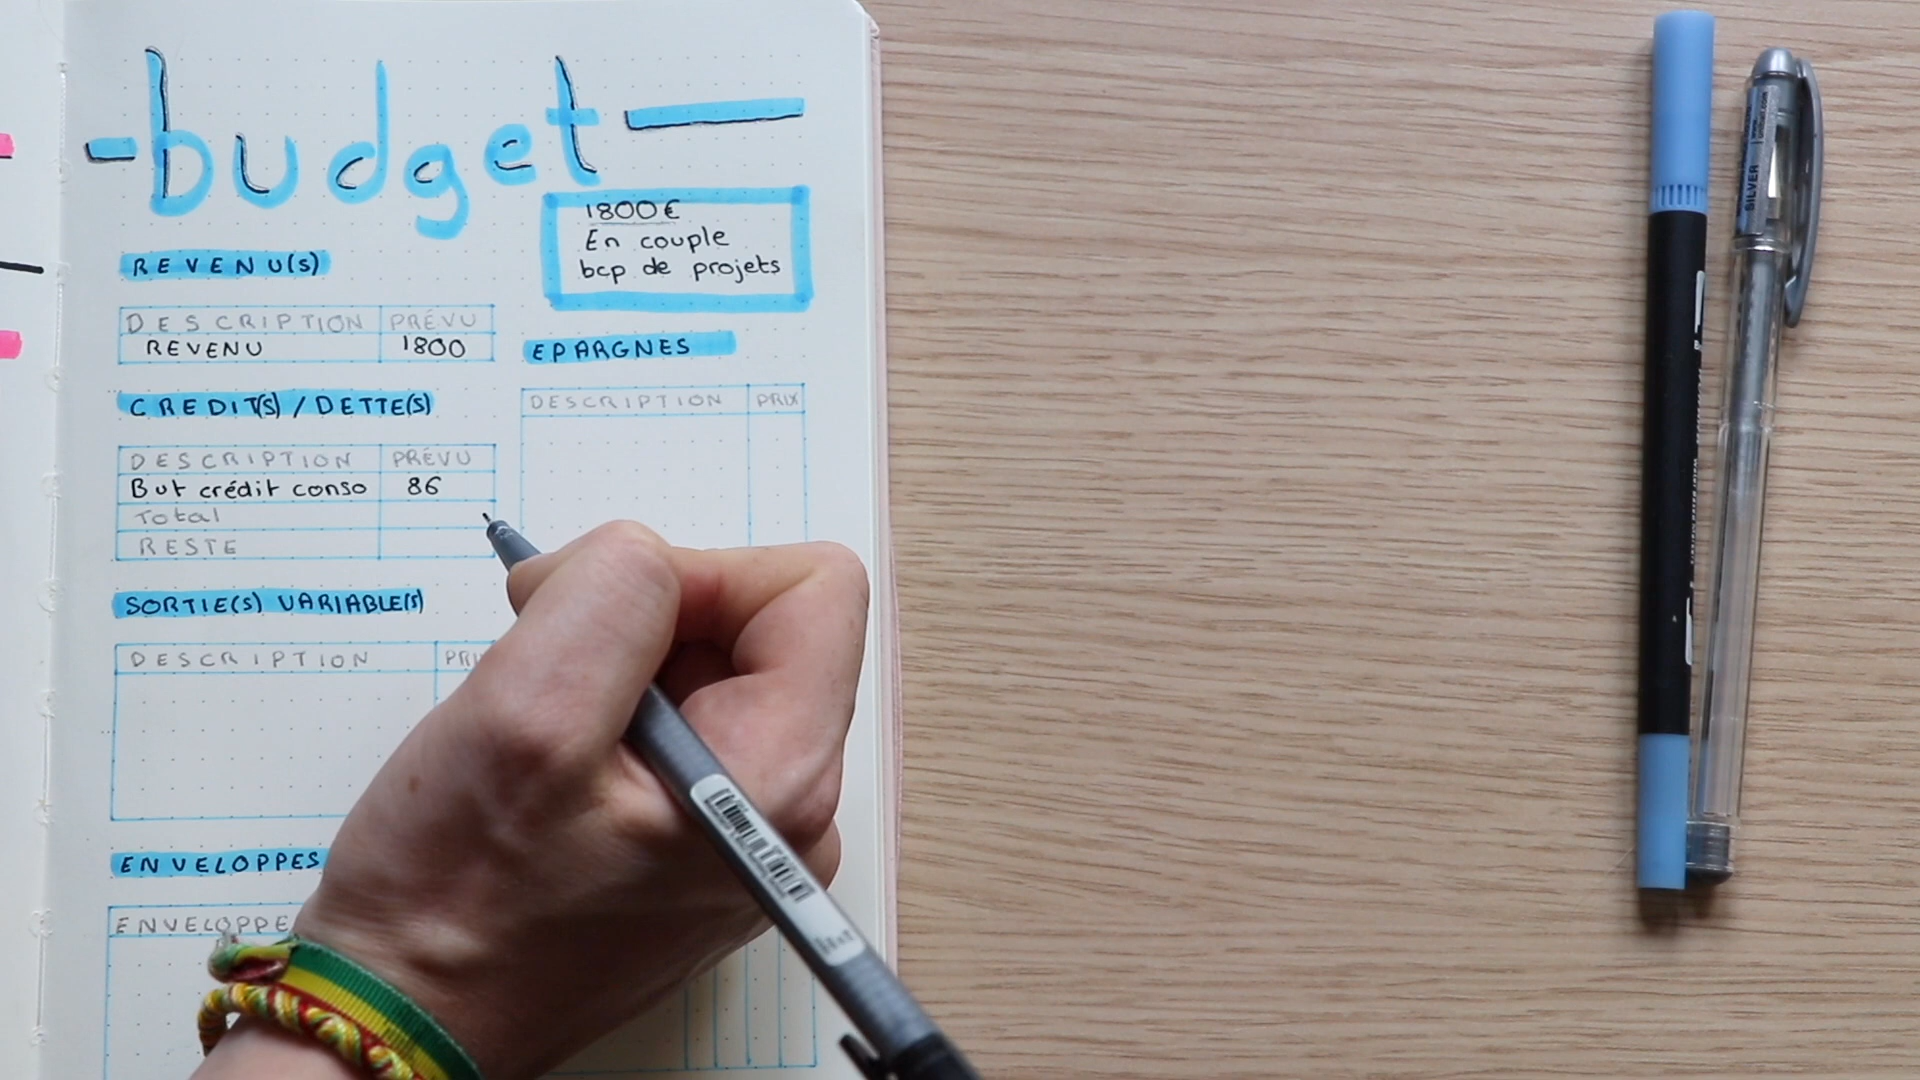 budget
1800€
En couple
bcp de projets
REVENU(S)
DESCRIPTION PRÉVU
REVENU 1800
CREDIT(S) / DETTE(S)
DESCRIPTION PRÉVU
But crédit conso 86
Total
RESTE
EPARGNES
DESCRIPTION PRIX
SORTIE(S) VARIABLE(S)
DESCRIPTION
ENVELOPPES
SILVER